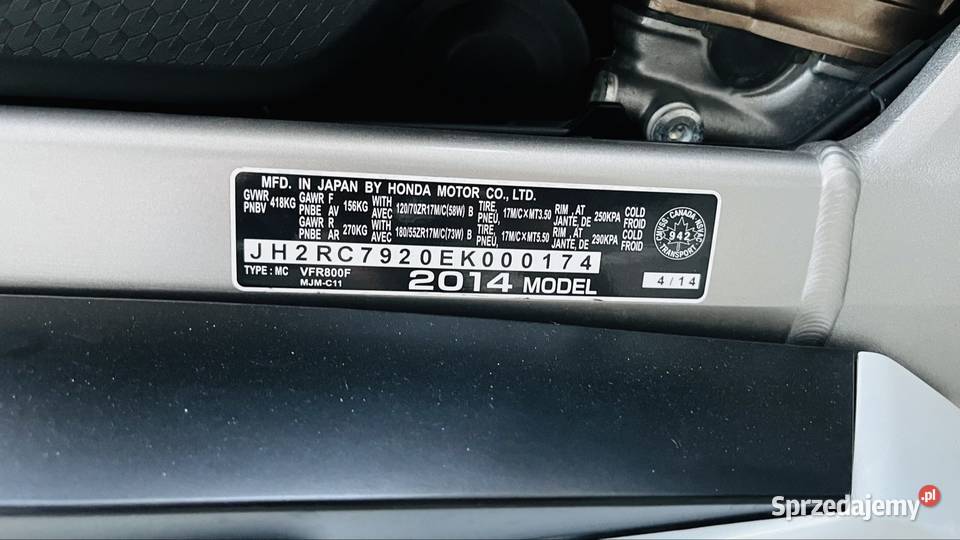 MFD. IN JAPAN BY HONDA MOTOR CO., LTD.
GVWR PNBV 418KG GAWR F PNBE AV 156KG WITH AVEC 120/70ZR17M/C(58W) B TIRE, PNEU, 17M/C×MT3.50 RIM , AT JANTE, DE 250KPA COLD FROID
GAWR R PNBE AR 270KG WITH AVEC 180/55ZR17M/C(73W) B TIRE, PNEU, 17M/C×MT5.50 RIM , AT JANTE, DE 290KPA COLD FROID
CANADA
942
TRANSPORT
JH2RC7920EK000174
TYPE : MC VFR800F
MJM-C11
2014 MODEL
4 / 14
Sprzedajemy.pl